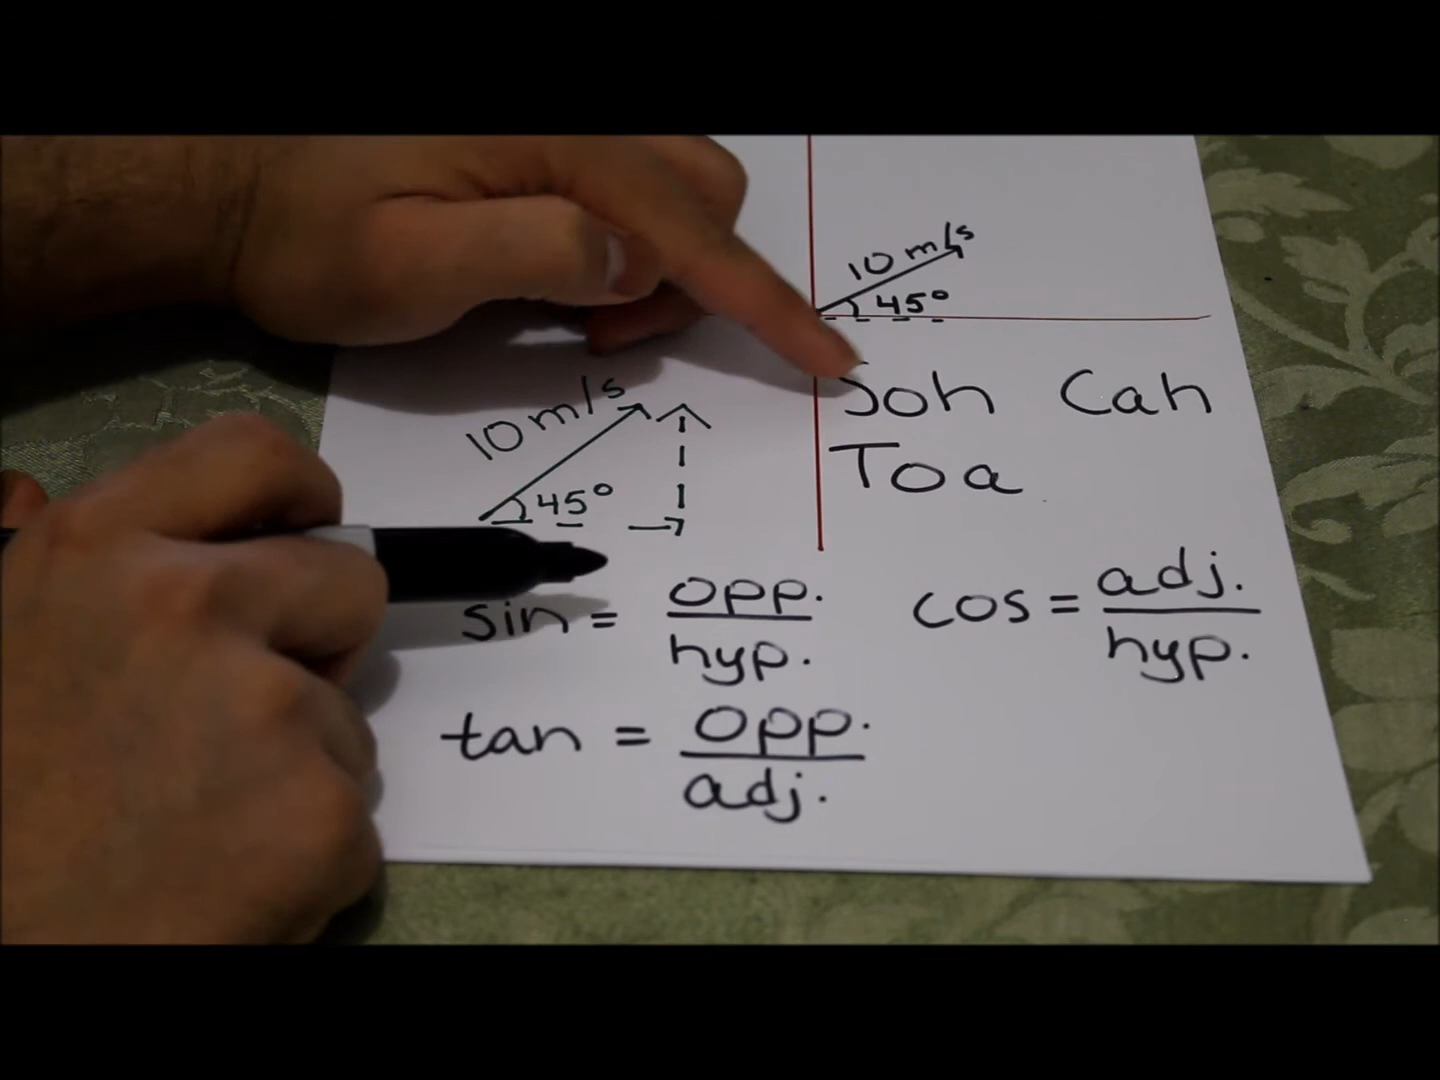 10 m/s
45°
Soh Cah
Toa
10 m/s
45°
sin = opp. / hyp.
cos = adj. / hyp.
tan = opp. / adj.